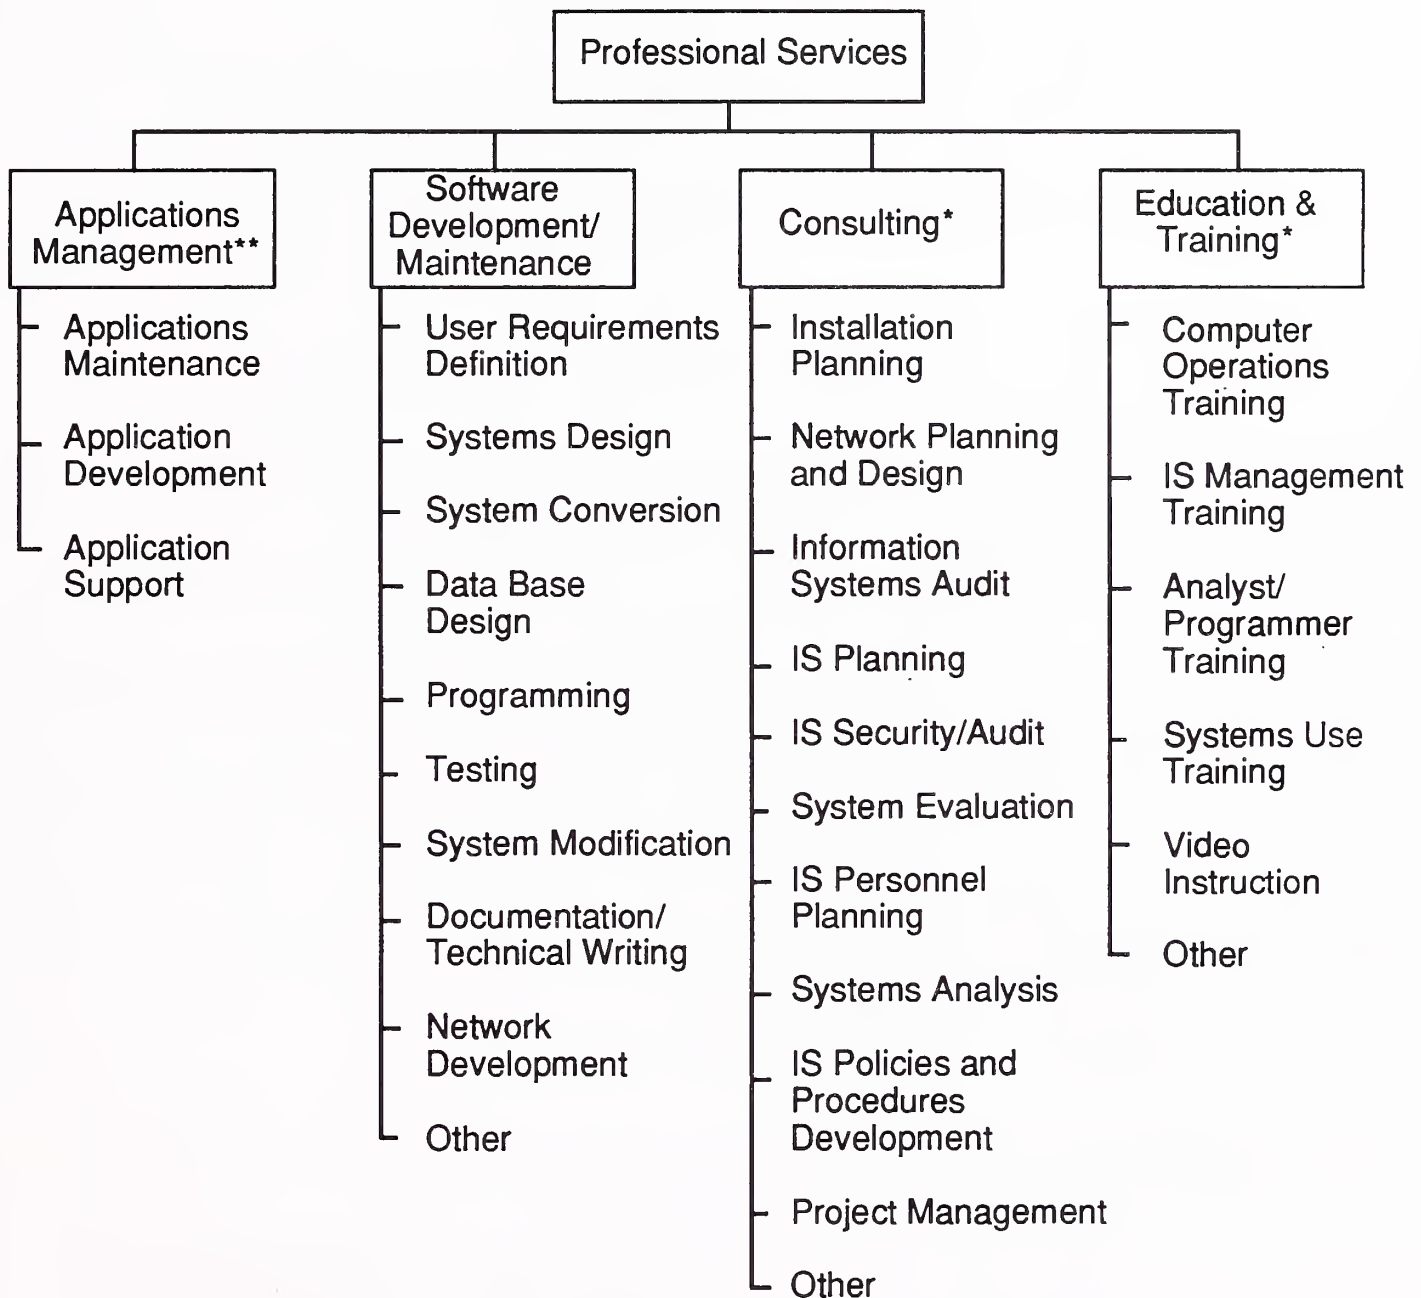 Professional Services
Applications
Management**
Applications
Maintenance
Application
Development
Application
Support
Software
Development/
Maintenance
User Requirements
Definition
Systems Design
System Conversion
Data Base
Design
Programming
Testing
System Modification
Documentation/
Technical Writing
Network
Development
Other
Consulting*
Installation
Planning
Network Planning
and Design
Information
Systems Audit
IS Planning
IS Security/Audit
System Evaluation
IS Personnel
Planning
Systems Analysis
IS Policies and
Procedures
Development
Project Management
Other
Education &
Training*
Computer
Operations
Training
IS Management
Training
Analyst/
Programmer
Training
Systems Use
Training
Video
Instruction
Other